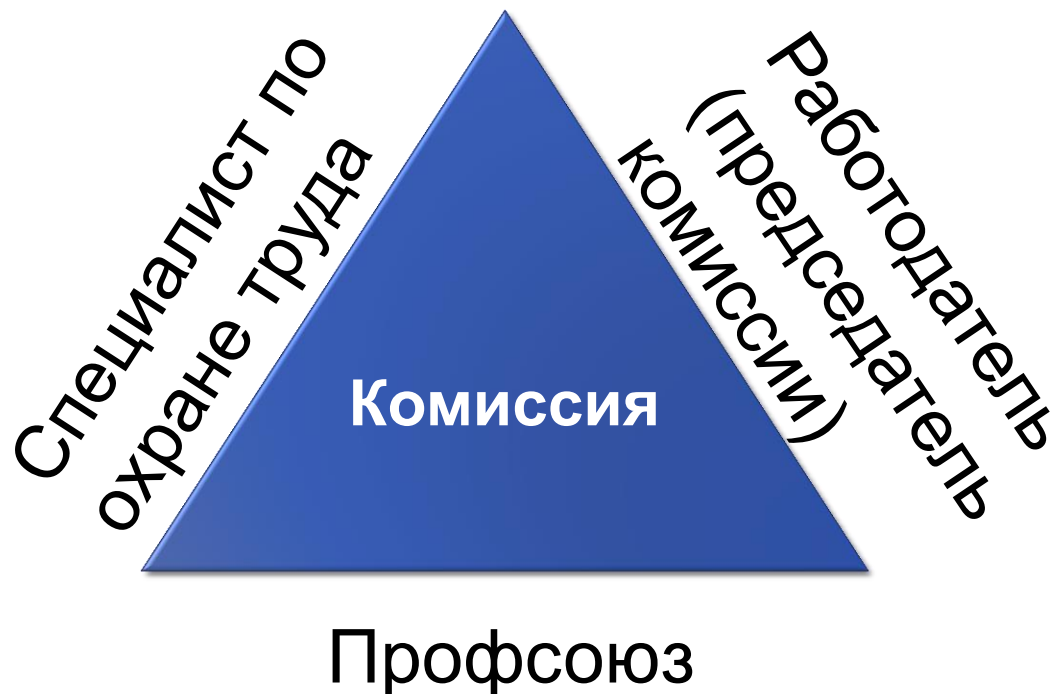 Специалист по
охране труда
Работодатель
(председатель
комиссии)
Комиссия
Профсоюз